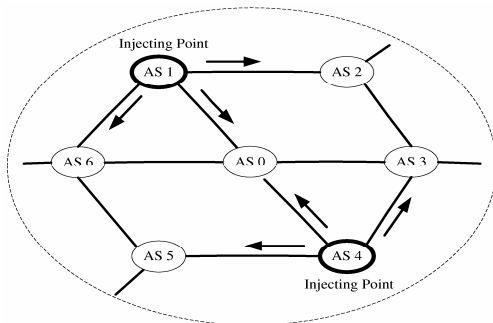 Injecting Point
AS 1
AS 2
AS 6
AS 0
AS 3
AS 5
AS 4
Injecting Point